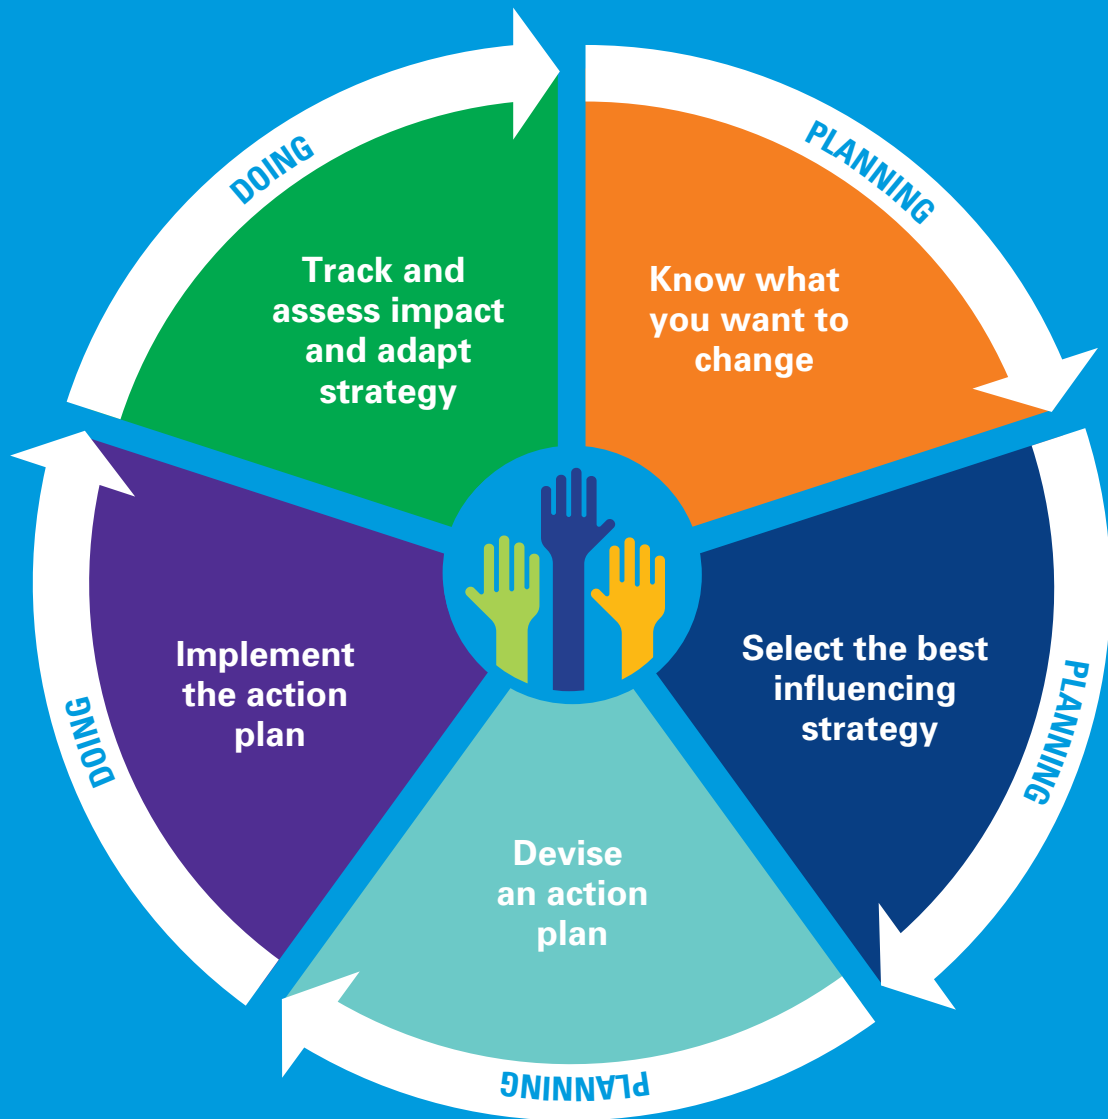 PLANNING
Know what
you want to
change
PLANNING
Select the best
influencing
strategy
PLANNING
Devise
an action
plan
DOING
Implement
the action
plan
DOING
Track and
assess impact
and adapt
strategy